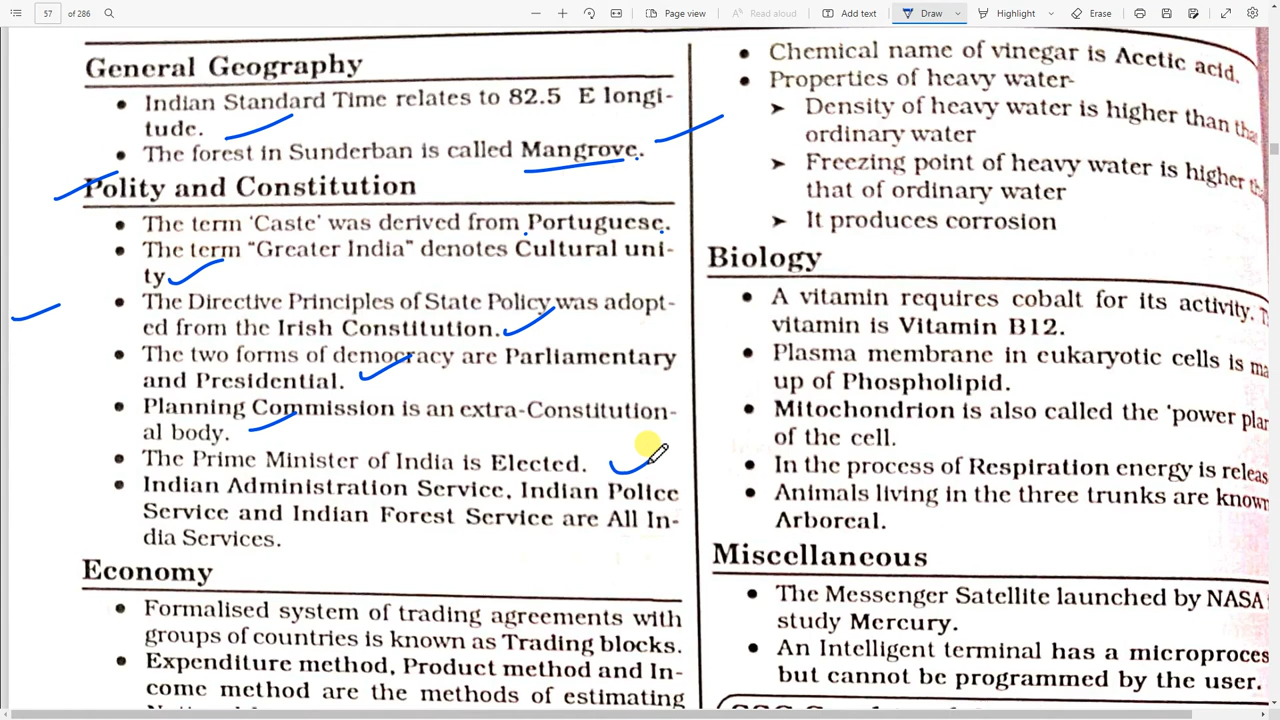 57 of 286
Page view
Read aloud
Add text
Draw
Highlight
Erase
General Geography
• Indian Standard Time relates to 82.5 E longi-
tude.
• The forest in Sunderban is called Mangrove.
Polity and Constitution
• The term 'Caste' was derived from Portuguese.
• The term "Greater India" denotes Cultural uni-
ty
• The Directive Principles of State Policy was adopt-
ed from the Irish Constitution.
• The two forms of democracy are Parliamentary
and Presidential.
• Planning Commission is an extra-Constitution-
al body.
• The Prime Minister of India is Elected.
• Indian Administration Service, Indian Police
Service and Indian Forest Service are All In-
dia Services.
Economy
• Formalised system of trading agreements with
groups of countries is known as Trading blocks.
• Expenditure method, Product method and In-
come method are the methods of estimating
• Chemical name of vinegar is Acetic acid.
• Properties of heavy water-
➤ Density of heavy water is higher than
ordinary water
➤ Freezing point of heavy water is higher
that of ordinary water
➤ It produces corrosion
Biology
• A vitamin requires cobalt for its activity.
vitamin is Vitamin B12.
• Plasma membrane in eukaryotic cells is
up of Phospholipid.
• Mitochondrion is also called the 'power
of the cell.
• In the process of Respiration energy is
• Animals living in the three trunks are known
Arboreal.
Miscellaneous
• The Messenger Satellite launched by NASA
study Mercury.
• An Intelligent terminal has a
but cannot be programmed by the user.